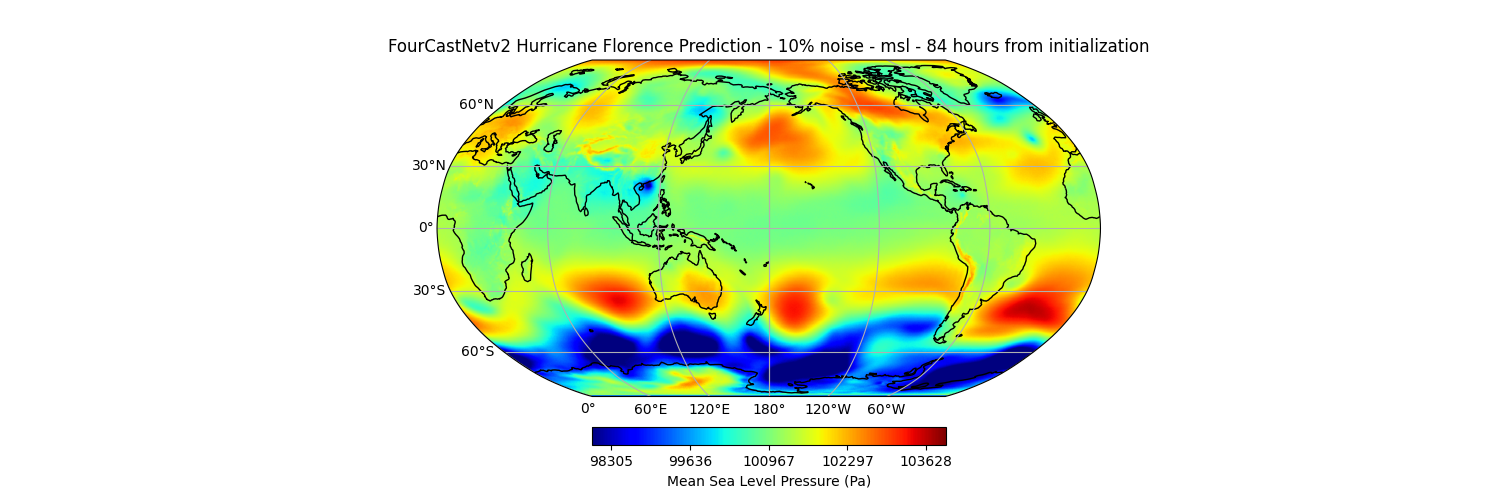 FourCastNetv2 Hurricane Florence Prediction - 10% noise - msl - 84 hours from initialization
60°N
30°N
0°
30°S
60°S
0° 60°E 120°E 180° 120°W 60°W
98305 99636 100967 102297 103628
Mean Sea Level Pressure (Pa)